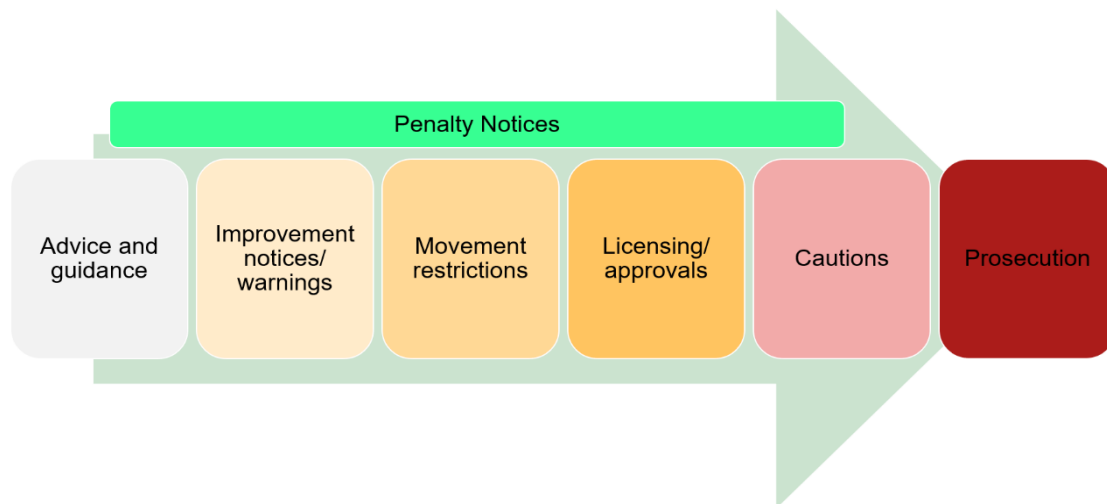 Penalty Notices
Advice and
guidance
Improvement
notices/
warnings
Movement
restrictions
Licensing/
approvals
Cautions
Prosecution